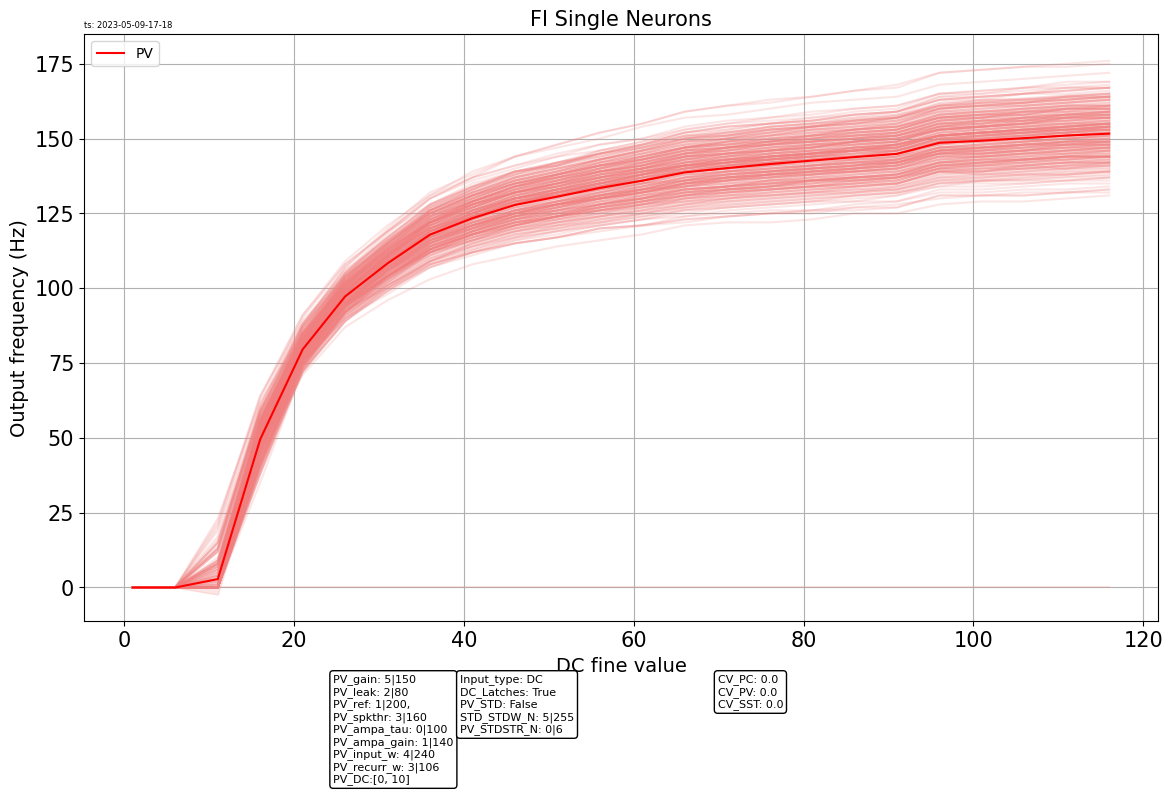 FI Single Neurons
ts: 2023-05-09-17-18
PV
Output frequency (Hz)
175
150
125
100
75
50
25
0
0 20 40 60 80 100 120
DC fine value
PV_gain: 5|150
PV_leak: 2|80
PV_ref: 1|200,
PV_spkthr: 3|160
PV_ampa_tau: 0|100
PV_ampa_gain: 1|140
PV_input_w: 4|240
PV_recurr_w: 3|106
PV_DC:[0, 10]
Input_type: DC
DC_Latches: True
PV_STD: False
STD_STDW_N: 5|255
PV_STDSTR_N: 0|6
CV_PC: 0.0
CV_PV: 0.0
CV_SST: 0.0